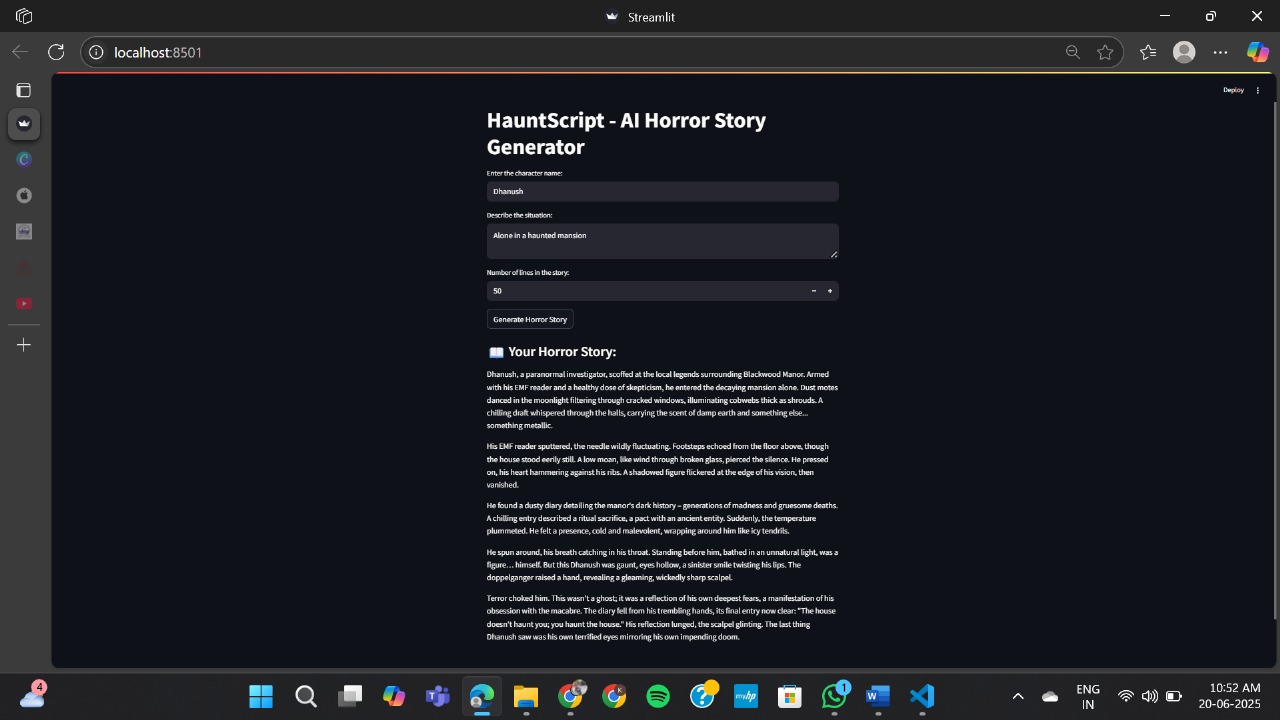 Streamlit
localhost:8501
Deploy
HauntScript - AI Horror Story
Generator
Enter the character name:
Dhanush
Describe the situation:
Alone in a haunted mansion
Number of lines in the story:
50
Generate Horror Story
📖 Your Horror Story:
Dhanush, a paranormal investigator, scoffed at the local legends surrounding Blackwood Manor. Armed
with his EMF reader and a healthy dose of skepticism, he entered the decaying mansion alone. Dust motes
danced in the moonlight filtering through cracked windows, illuminating cobwebs thick as shrouds. A
chilling draft whispered through the halls, carrying the scent of damp earth and something else...
something metallic.
His EMF reader sputtered, the needle wildly fluctuating. Footsteps echoed from the floor above, though
the house stood eerily still. A low moan, like wind through broken glass, pierced the silence. He pressed
on, his heart hammering against his ribs. A shadowed figure flickered at the edge of his vision, then
vanished.
He found a dusty diary detailing the manor's dark history – generations of madness and gruesome deaths.
A chilling entry described a ritual sacrifice, a pact with an ancient entity. Suddenly, the temperature
plummeted. He felt a presence, cold and malevolent, wrapping around him like icy tendrils.
He spun around, his breath catching in his throat. Standing before him, bathed in an unnatural light, was a
figure… himself. But this Dhanush was gaunt, eyes hollow, a sinister smile twisting his lips. The
doppelganger raised a hand, revealing a gleaming, wickedly sharp scalpel.
Terror choked him. This wasn't a ghost; it was a reflection of his own deepest fears, a manifestation of his
obsession with the macabre. The diary fell from his trembling hands, its final entry now clear: "The house
doesn't haunt you; you haunt the house." His reflection lunged, the scalpel glinting. The last thing
Dhanush saw was his own terrified eyes mirroring his own impending doom.
4
myhp
1
ENG
IN
10:52 AM
20-06-2025